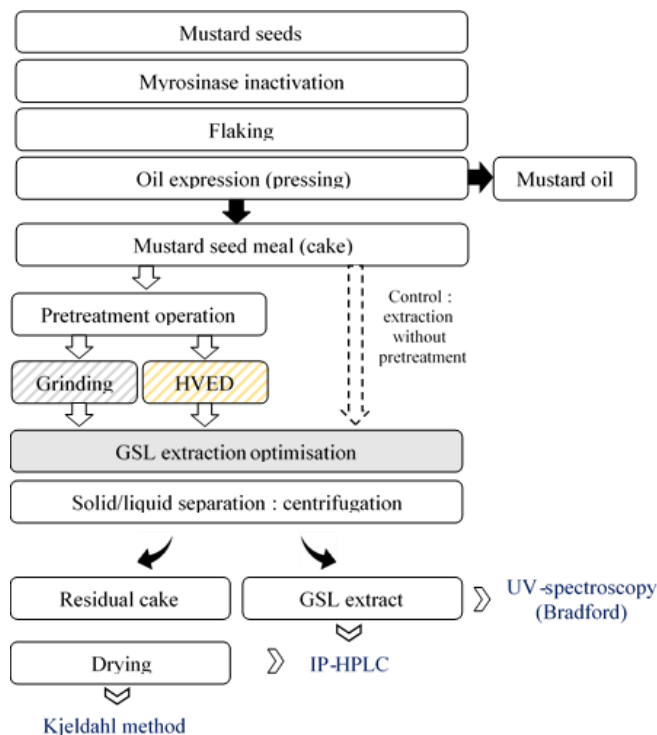 Mustard seeds
Myrosinase inactivation
Flaking
Oil expression (pressing)
Mustard oil
Mustard seed meal (cake)
Pretreatment operation
Control :
extraction
without
pretreatment
Grinding
HVED
GSL extraction optimisation
Solid/liquid separation : centrifugation
Residual cake
GSL extract
UV-spectroscopy
(Bradford)
Drying
IP-HPLC
Kjeldahl method